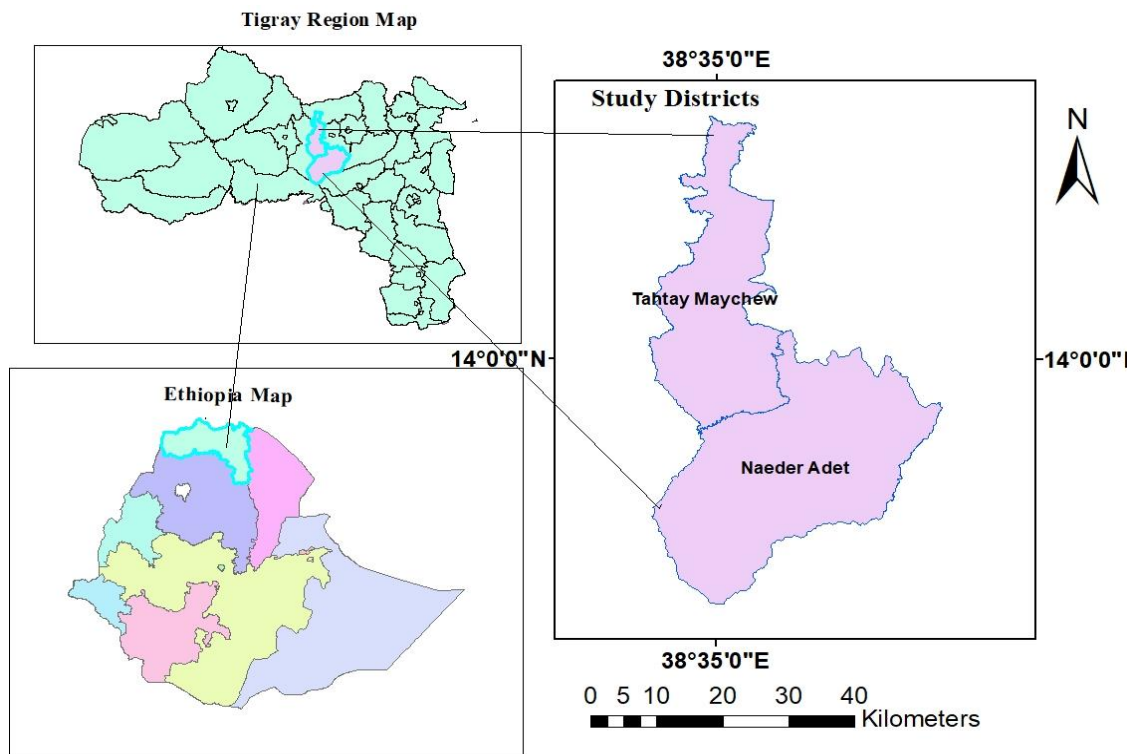 Tigray Region Map
38°35'0"E
Study Districts
N
Tahtay Maychew
14°0'0"N
14°0'0"N
Ethiopia Map
Naeder Adet
38°35'0"E
0 5 10 20 30 40
Kilometers